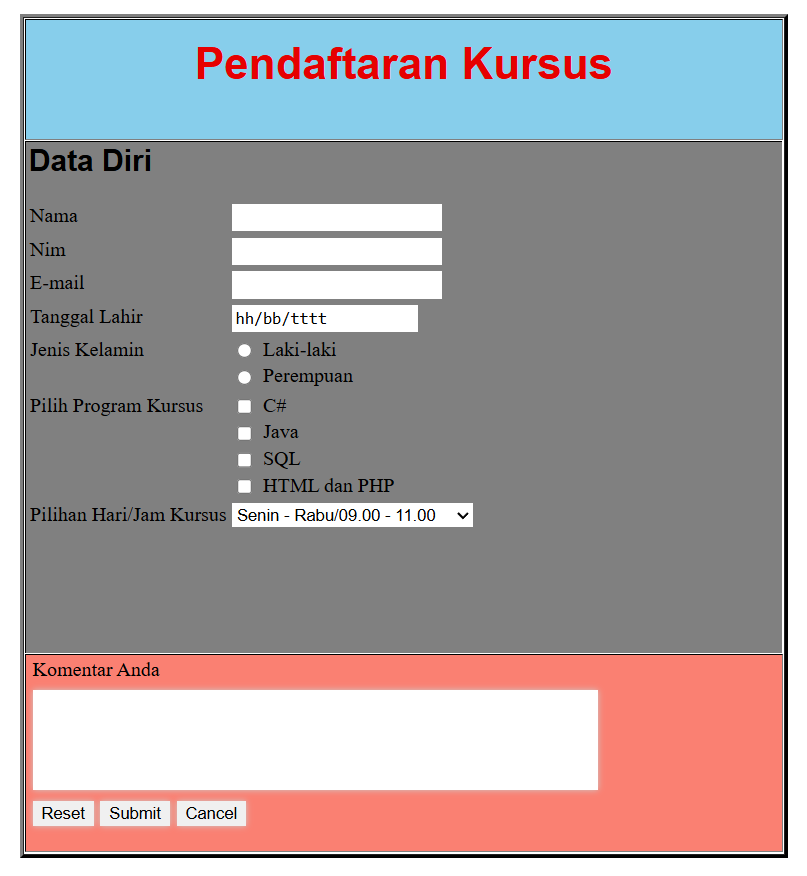 Pendaftaran Kursus
Data Diri
Nama
Nim
E-mail
Tanggal Lahir hh/bb/tttt
Jenis Kelamin Laki-laki
Perempuan
Pilih Program Kursus C#
Java
SQL
HTML dan PHP
Pilihan Hari/Jam Kursus Senin - Rabu/09.00 - 11.00
Komentar Anda
Reset Submit Cancel